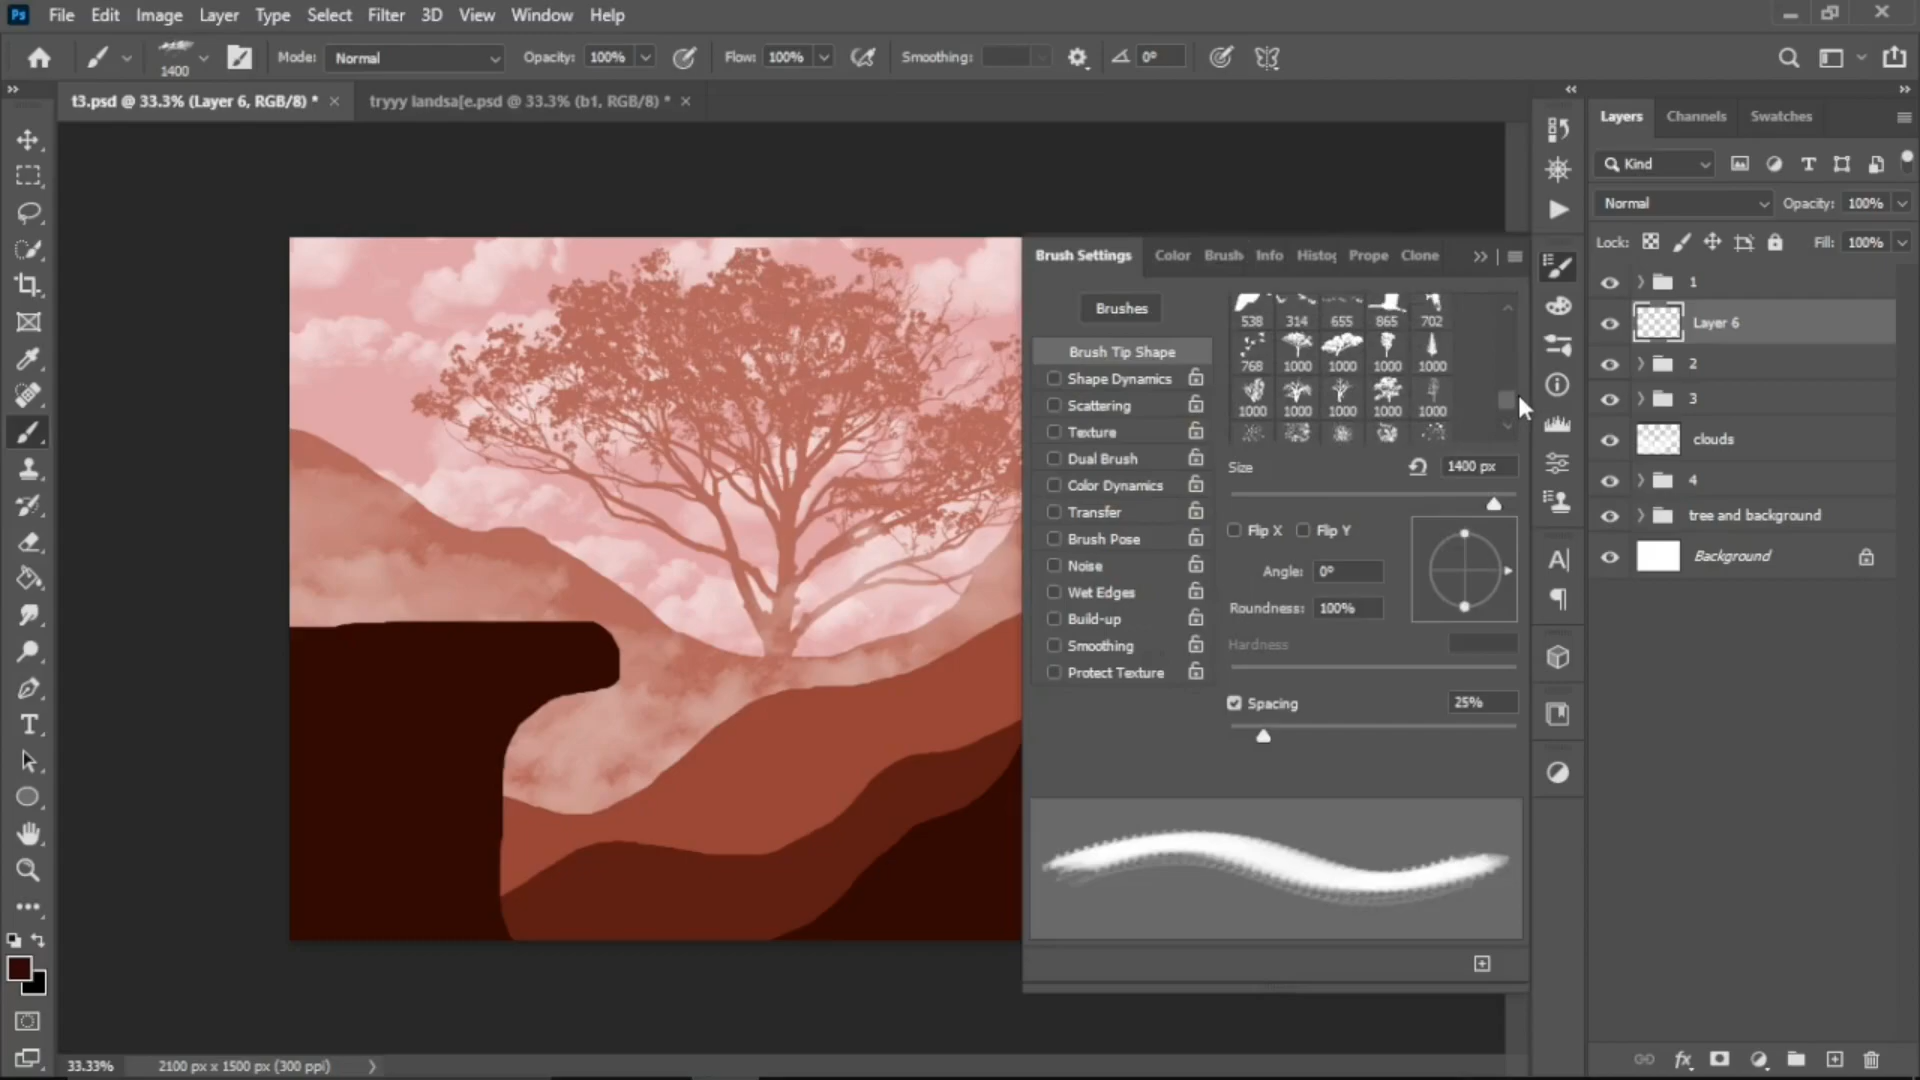 Ps File Edit Image Layer Type Select Filter 3D View Window Help
1400 Mode: Normal Opacity: 100% Flow: 100% Smoothing: 0°
t3.psd @ 33.3% (Layer 6, RGB/8) * × tryyy landsa[e.psd @ 33.3% (b1, RGB/8) * ×
Layers Channels Swatches
Kind
Normal Opacity: 100%
Lock: Fill: 100%
1
Layer 6
2
3
clouds
4
tree and background
Background
Brush Settings Color Brush Info Histog Prope Clone
Brushes
Brush Tip Shape
Shape Dynamics
Scattering
Texture
Dual Brush
Color Dynamics
Transfer
Brush Pose
Noise
Wet Edges
Build-up
Smoothing
Protect Texture
538 314 655 865 702
768 1000 1000 1000 1000
1000 1000 1000 1000 1000
Size 1400 px
Flip X Flip Y
Angle: 0°
Roundness: 100%
Hardness
Spacing 25%
33.33% 2100 px x 1500 px (300 ppi)